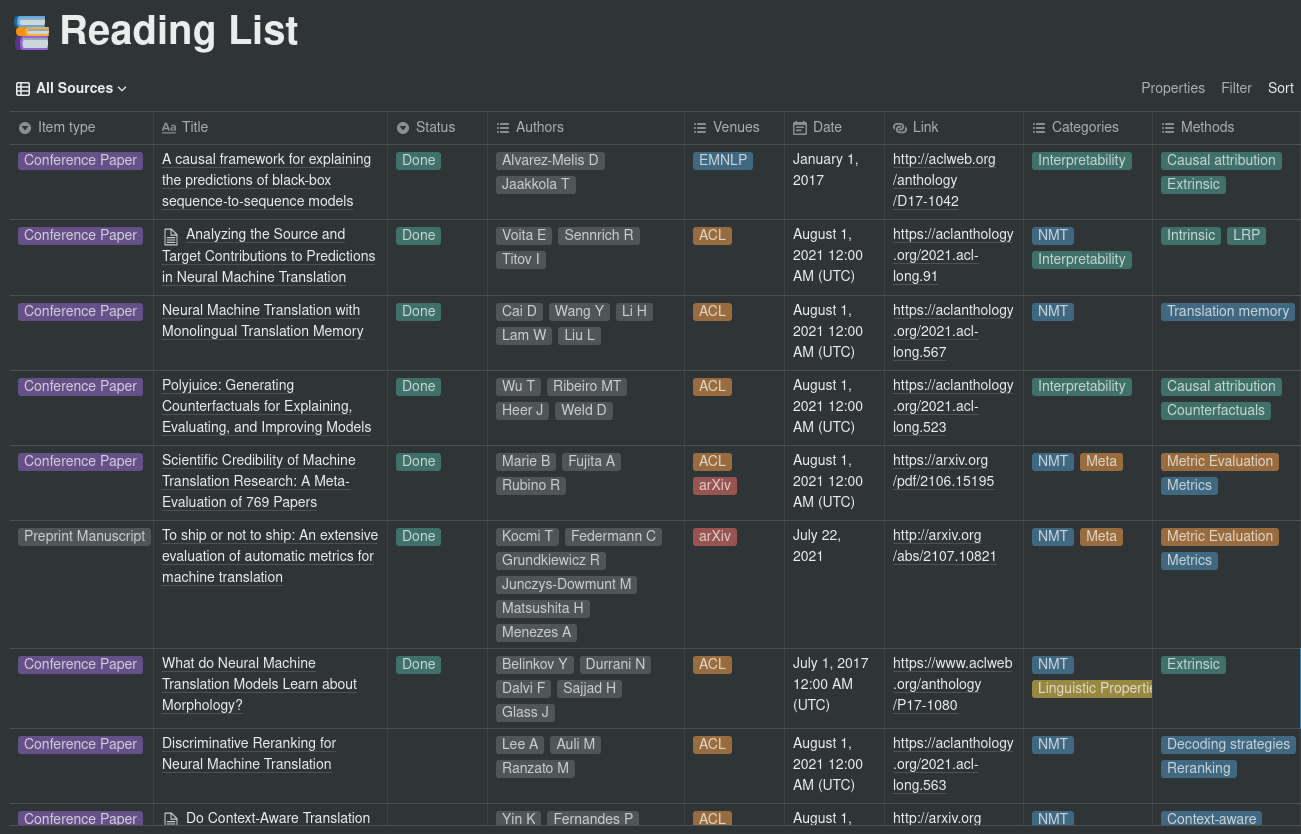 Reading List
All Sources
Properties Filter Sort
Item type Title Status Authors Venues Date Link Categories Methods
Conference Paper A causal framework for explaining Done Alvarez-Melis D EMNLP January 1, http://aclweb.org Interpretability Causal attribution
the predictions of black-box Jaakkola T 2017 /anthology Extrinsic
sequence-to-sequence models /D17-1042
Conference Paper Analyzing the Source and Done Voita E Sennrich R ACL August 1, https://aclanthology NMT Intrinsic LRP
Target Contributions to Predictions Titov I 2021 12:00 .org/2021.acl- Interpretability
in Neural Machine Translation AM (UTC) long.91
Conference Paper Neural Machine Translation with Done Cai D Wang Y Li H ACL August 1, https://aclanthology NMT Translation memory
Monolingual Translation Memory Lam W Liu L 2021 12:00 .org/2021.acl-
AM (UTC) long.567
Conference Paper Polyjuice: Generating Done Wu T Ribeiro MT ACL August 1, https://aclanthology Interpretability Causal attribution
Counterfactuals for Explaining, Heer J Weld D 2021 12:00 .org/2021.acl- Counterfactuals
Evaluating, and Improving Models AM (UTC) long.523
Conference Paper Scientific Credibility of Machine Done Marie B Fujita A ACL August 1, https://arxiv.org NMT Meta Metric Evaluation
Translation Research: A Meta- Rubino R arXiv 2021 12:00 /pdf/2106.15195 Metrics
Evaluation of 769 Papers AM (UTC)
Preprint Manuscript To ship or not to ship: An extensive Done Kocmi T Federmann C arXiv July 22, http://arxiv.org NMT Meta Metric Evaluation
evaluation of automatic metrics for Grundkiewicz R 2021 /abs/2107.10821 Metrics
machine translation Junczys-Dowmunt M
Matsushita H
Menezes A
Conference Paper What do Neural Machine Done Belinkov Y Durrani N ACL July 1, 2017 https://www.aclweb NMT Extrinsic
Translation Models Learn about Dalvi F Sajjad H 12:00 AM .org/anthology Linguistic Propertie
Morphology? Glass J (UTC) /P17-1080
Conference Paper Discriminative Reranking for Lee A Auli M ACL August 1, https://aclanthology NMT Decoding strategies
Neural Machine Translation Ranzato M 2021 12:00 .org/2021.acl- Reranking
AM (UTC) long.563
Conference Paper Do Context-Aware Translation Yin K Fernandes P ACL August 1, http://arxiv.org NMT Context-aware